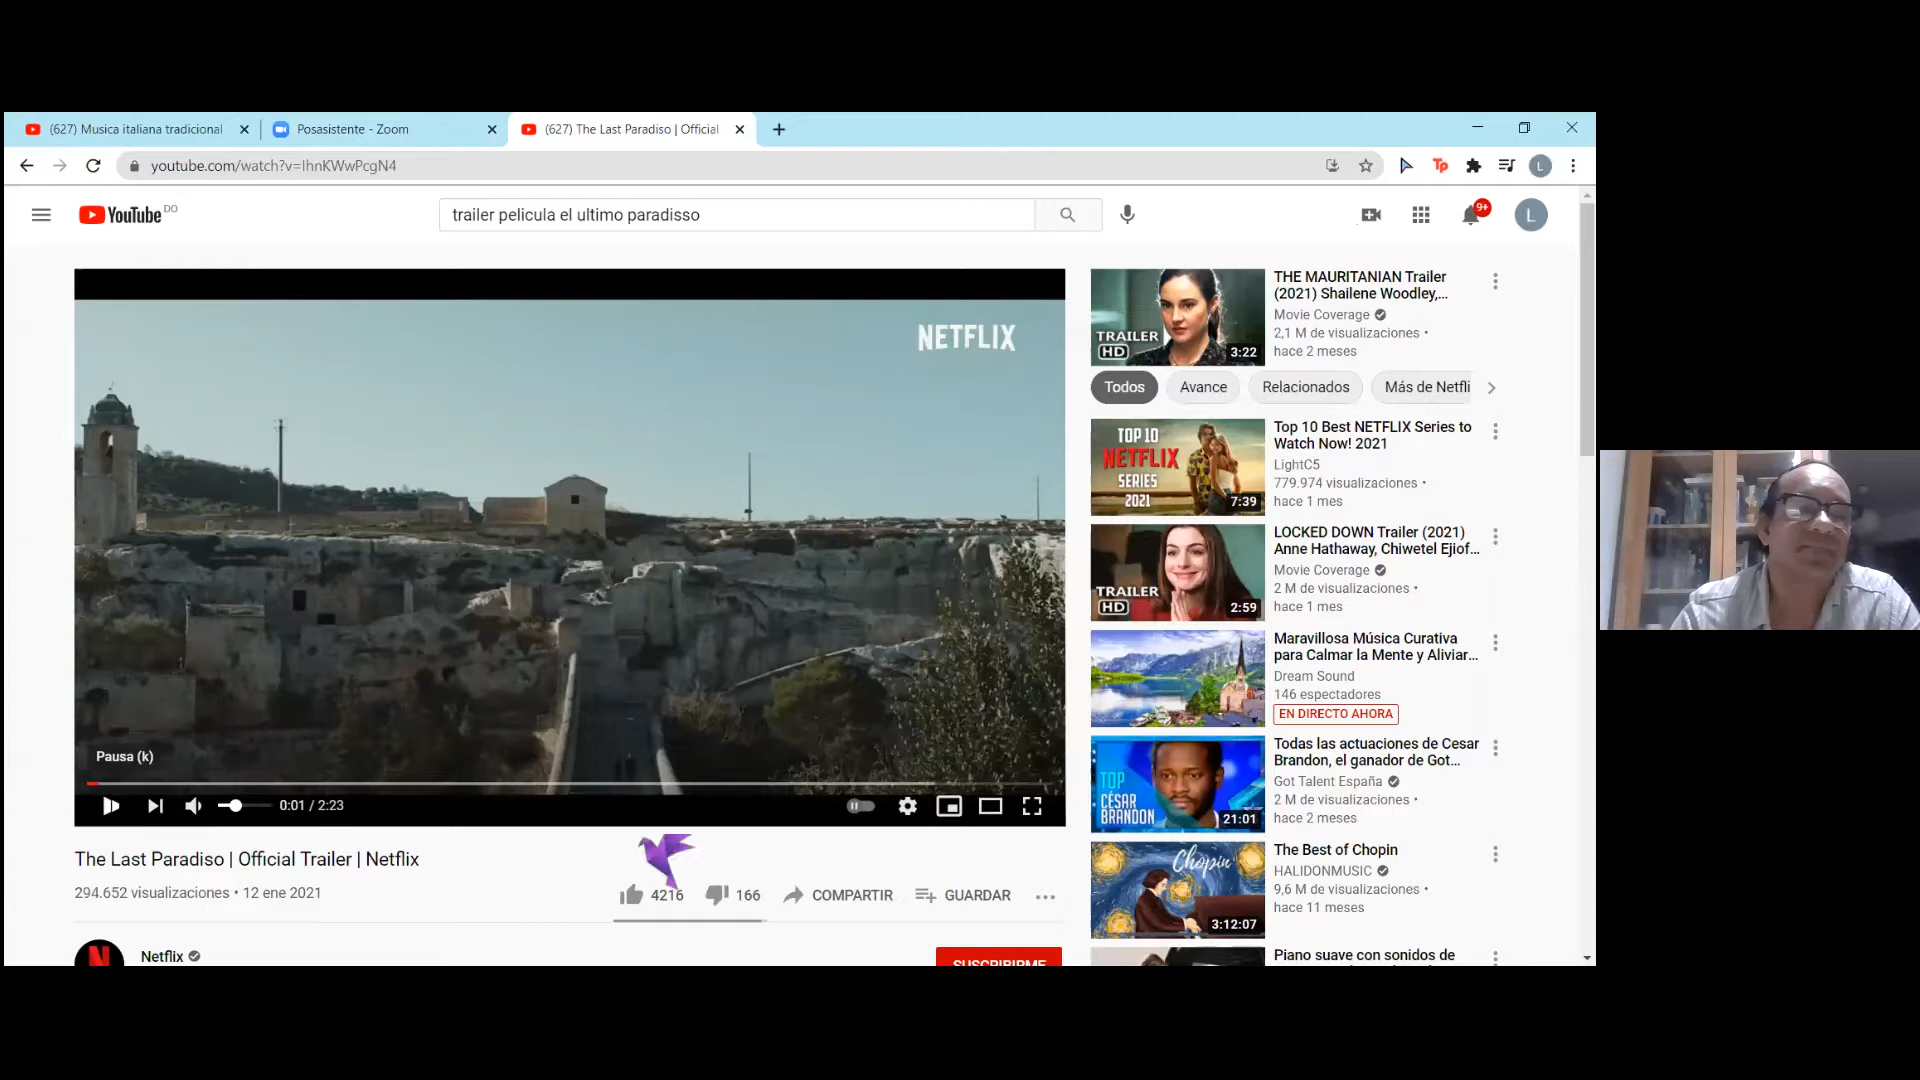 (627) Musica italiana tradicional
Posasistente - Zoom
(627) The Last Paradiso | Official
youtube.com/watch?v=IhnKWwPcgN4
Tp
L
YouTube DO
trailer pelicula el ultimo paradisso
9+
L
NETFLIX
Pausa (k)
0:01 / 2:23
The Last Paradiso | Official Trailer | Netflix
294.652 visualizaciones • 12 ene 2021
4216
166
COMPARTIR
GUARDAR
N
Netflix
SUSCRIBIRME
TRAILER
HD
3:22
THE MAURITANIAN Trailer
(2021) Shailene Woodley,...
Movie Coverage
2,1 M de visualizaciones •
hace 2 meses
Todos
Avance
Relacionados
Más de Netfli
TOP 10
NETFLIX
SERIES
2021
7:39
Top 10 Best NETFLIX Series to
Watch Now! 2021
LightC5
779.974 visualizaciones •
hace 1 mes
TRAILER
HD
2:59
LOCKED DOWN Trailer (2021)
Anne Hathaway, Chiwetel Ejiof...
Movie Coverage
2 M de visualizaciones •
hace 1 mes
Maravillosa Música Curativa
para Calmar la Mente y Aliviar...
Dream Sound
146 espectadores
EN DIRECTO AHORA
TOP
CÉSAR
BRANDON
21:01
Todas las actuaciones de Cesar
Brandon, el ganador de Got...
Got Talent España
2 M de visualizaciones •
hace 2 meses
Chopin
3:12:07
The Best of Chopin
HALIDONMUSIC
9,6 M de visualizaciones •
hace 11 meses
Piano suave con sonidos de